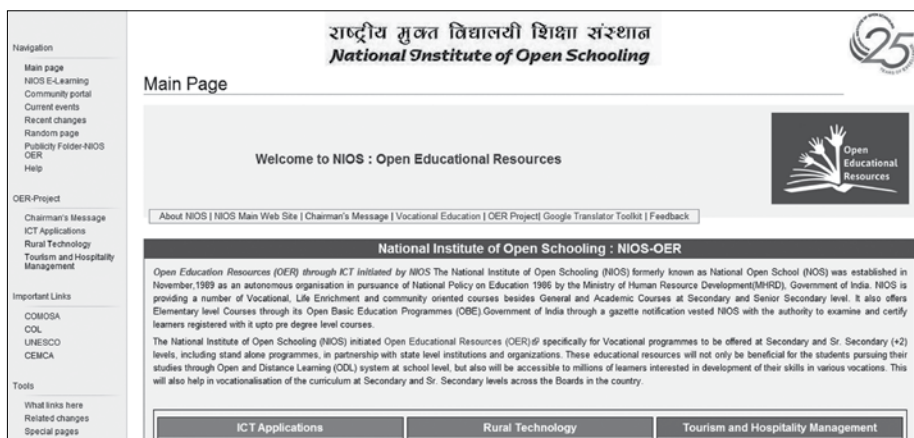 Navigation
Main page
NIOS E-Learning
Community portal
Current events
Recent changes
Random page
Publicity Folder-NIOS
OER
Help
OER-Project
Chairman's Message
ICT Applications
Rural Technology
Tourism and Hospitality
Management
Important Links
COMOSA
COL
UNESCO
CEMCA
Tools
What links here
Related changes
Special pages
राष्ट्रीय मुक्त विद्यालयी शिक्षा संस्थान
National Institute of Open Schooling
25
YEARS OF
Main Page
Welcome to NIOS : Open Educational Resources
Open
Educational
Resources
About NIOS | NIOS Main Web Site | Chairman's Message | Vocational Education | OER Project| Google Translator Toolkit | Feedback
National Institute of Open Schooling : NIOS-OER
Open Education Resources (OER) through ICT initiated by NIOS The National Institute of Open Schooling (NIOS) formerly known as National Open School (NOS) was established in
November,1989 as an autonomous organisation in pursuance of National Policy on Education 1986 by the Ministry of Human Resource Development(MHRD), Government of India. NIOS is
providing a number of Vocational, Life Enrichment and community oriented courses besides General and Academic Courses at Secondary and Senior Secondary level. It also offers
Elementary level Courses through its Open Basic Education Programmes (OBE).Government of India through a gazette notification vested NIOS with the authority to examine and certify
learners registered with it upto pre degree level courses.
The National Institute of Open Schooling (NIOS) initiated Open Educational Resources (OER) specifically for Vocational programmes to be offered at Secondary and Sr. Secondary (+2)
levels, including stand alone programmes, in partnership with state level institutions and organizations. These educational resources will not only be beneficial for the students pursuing their
studies through Open and Distance Learning (ODL) system at school level, but also will be accessible to millions of learners interested in development of their skills in various vocations. This
will also help in vocationalisation of the curriculum at Secondary and Sr. Secondary levels across the Boards in the country.
ICT Applications
Rural Technology
Tourism and Hospitality Management